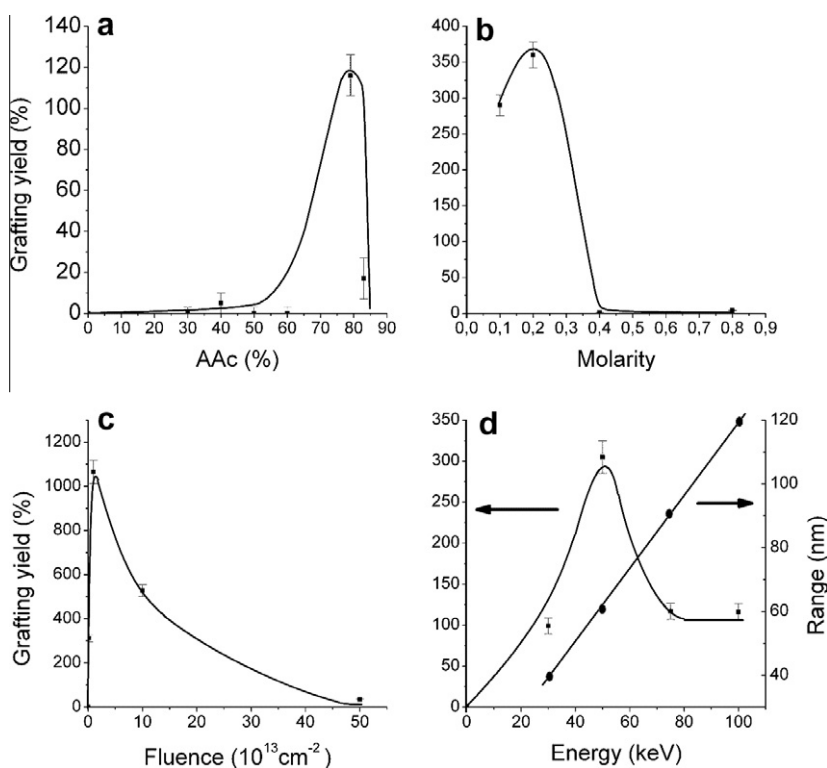 a
140
120
100
80
60
40
20
0
Grafting yield (%)
0 10 20 30 40 50 60 70 80 90
AAc (%)
b
400
350
300
250
200
150
100
50
0
0,0 0,1 0,2 0,3 0,4 0,5 0,6 0,7 0,8 0,9
Molarity
c
1200
1000
800
600
400
200
0
Grafting yield (%)
0 10 20 30 40 50
Fluence (10¹³cm⁻²)
d
350
300
250
200
150
100
50
0
120
100
80
60
40
Range (nm)
0 20 40 60 80 100
Energy (keV)